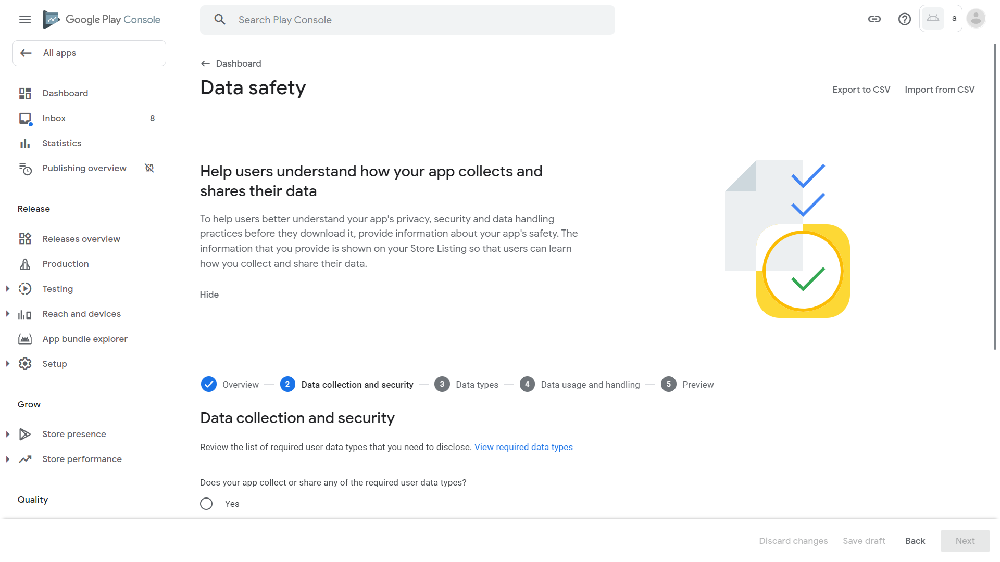 Google Play Console
Search Play Console
a
All apps
Dashboard
Inbox 8
Statistics
Publishing overview
Release
Releases overview
Production
Testing
Reach and devices
App bundle explorer
Setup
Grow
Store presence
Store performance
Quality
Dashboard
Data safety
Export to CSV
Import from CSV
Help users understand how your app collects and
shares their data
To help users better understand your app's privacy, security and data handling
practices before they download it, provide information about your app's safety. The
information that you provide is shown on your Store Listing so that users can learn
how you collect and share their data.
Hide
Overview
2 Data collection and security
3 Data types
4 Data usage and handling
5 Preview
Data collection and security
Review the list of required user data types that you need to disclose. View required data types
Does your app collect or share any of the required user data types?
Yes
Discard changes
Save draft
Back
Next